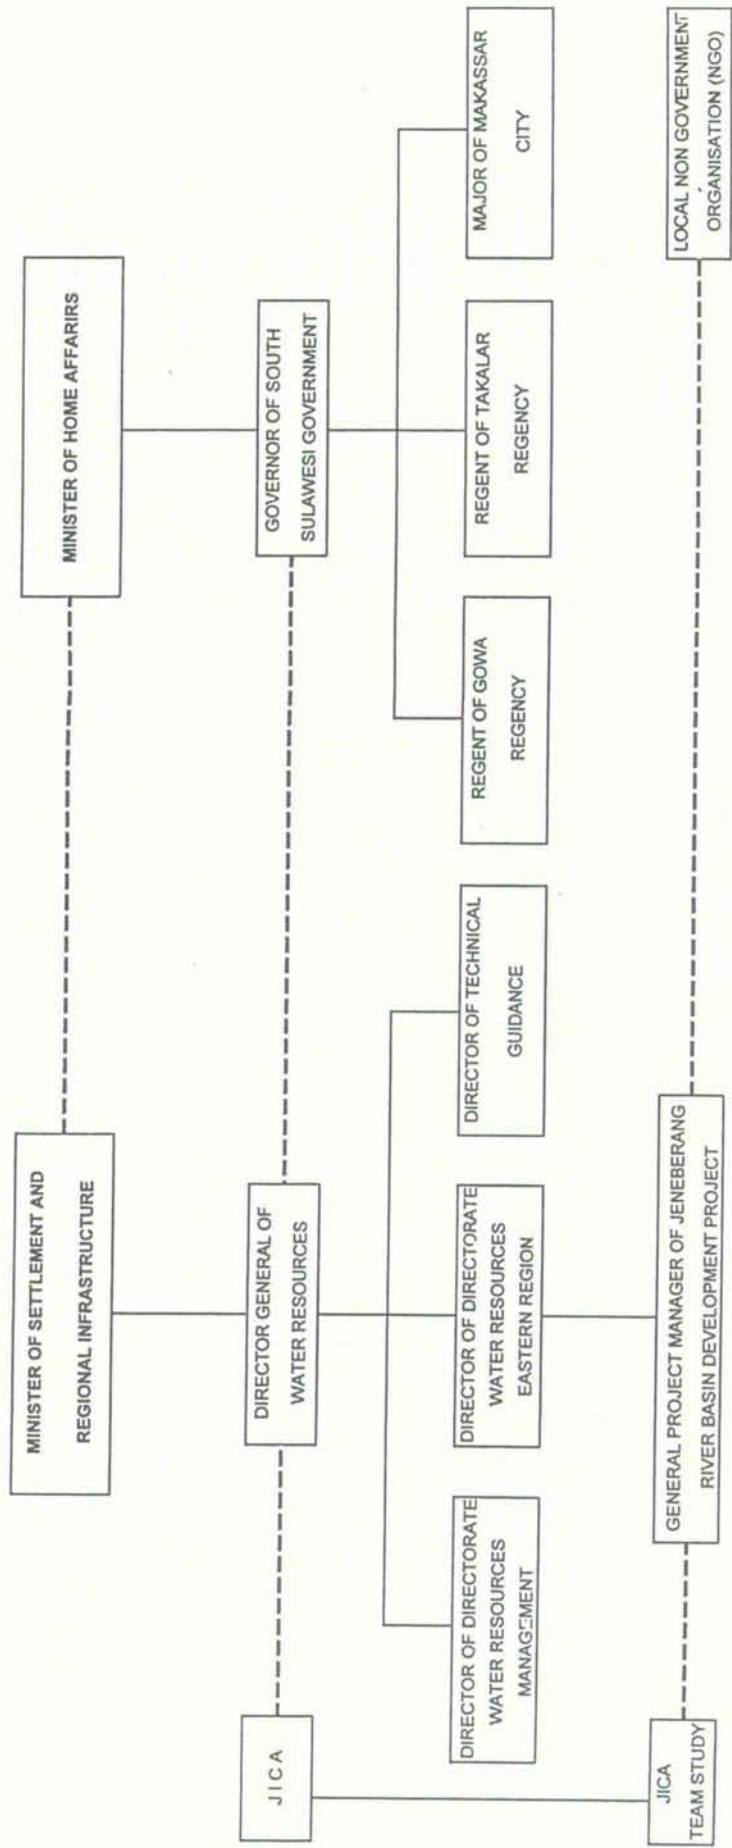 MINISTER OF SETTLEMENT AND
REGIONAL INFRASTRUCTURE
MINISTER OF HOME AFFARIRS
J I C A
DIRECTOR GENERAL OF
WATER RESOURCES
GOVERNOR OF SOUTH
SULAWESI GOVERNMENT
DIRECTOR OF DIRECTORATE
WATER RESOURCES
MANAGEMENT
DIRECTOR OF DIRECTORATE
WATER RESOURCES
EASTERN REGION
DIRECTOR OF TECHNICAL
GUIDANCE
REGENT OF GOWA
REGENCY
REGENT OF TAKALAR
REGENCY
MAJOR OF MAKASSAR
CITY
JICA
TEAM STUDY
GENERAL PROJECT MANAGER OF JENEBERANG
RIVER BASIN DEVELOPMENT PROJECT
LOCAL NON GOVERNMENT
ORGANISATION (NGO)